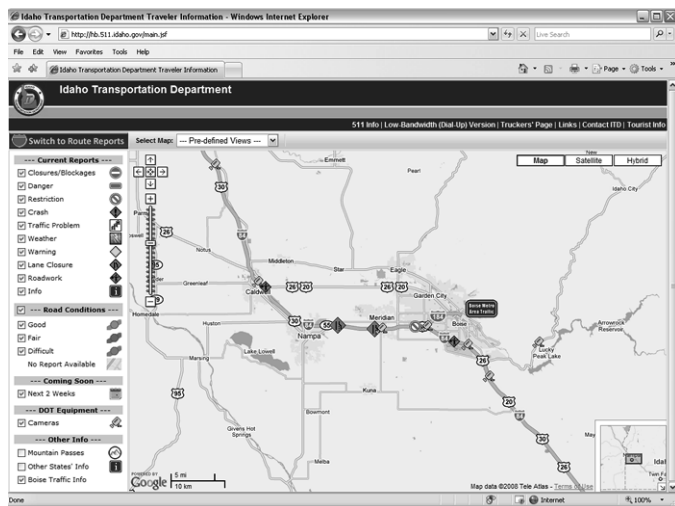 Idaho Transportation Department Traveler Information - Windows Internet Explorer
http://hb.511.idaho.gov/main.jsf
Live Search
File Edit View Favorites Tools Help
Idaho Transportation Department Traveler Information
Page Tools
Idaho Transportation Department
511 Info | Low-Bandwidth (Dial-Up) Version | Truckers' Page | Links | Contact ITD | Tourist Info
Switch to Route Reports
Select Map: --- Pre-defined Views ---
--- Current Reports ---
Closures/Blockages
Danger
Restriction
Crash
Traffic Problem
Weather
Warning
Lane Closure
Roadwork
Info
--- Road Conditions ---
Good
Fair
Difficult
No Report Available
--- Coming Soon ---
Next 2 Weeks
--- DOT Equipment ---
Cameras
--- Other Info ---
Mountain Passes
Other States' Info
Boise Traffic Info
Map Satellite Hybrid
Emmett
Pearl
Idaho City
Notus
Middleton
Star
Eagle
Greenleaf
Caldwell
Garden City
Boise Metro
Area Traffic
Homedale
Huston
Nampa
Meridian
Boise
Arrowrock
Reservoir
Marsing
Lake Lowell
Lucky
Peak Lake
Kuna
Bowmont
Givens Hot
Springs
Melba
30
26
84
55
95
20
POWERED BY
Google
5 mi
10 km
Map data ©2008 Tele Atlas - Terms of Use
Done
Internet
100%